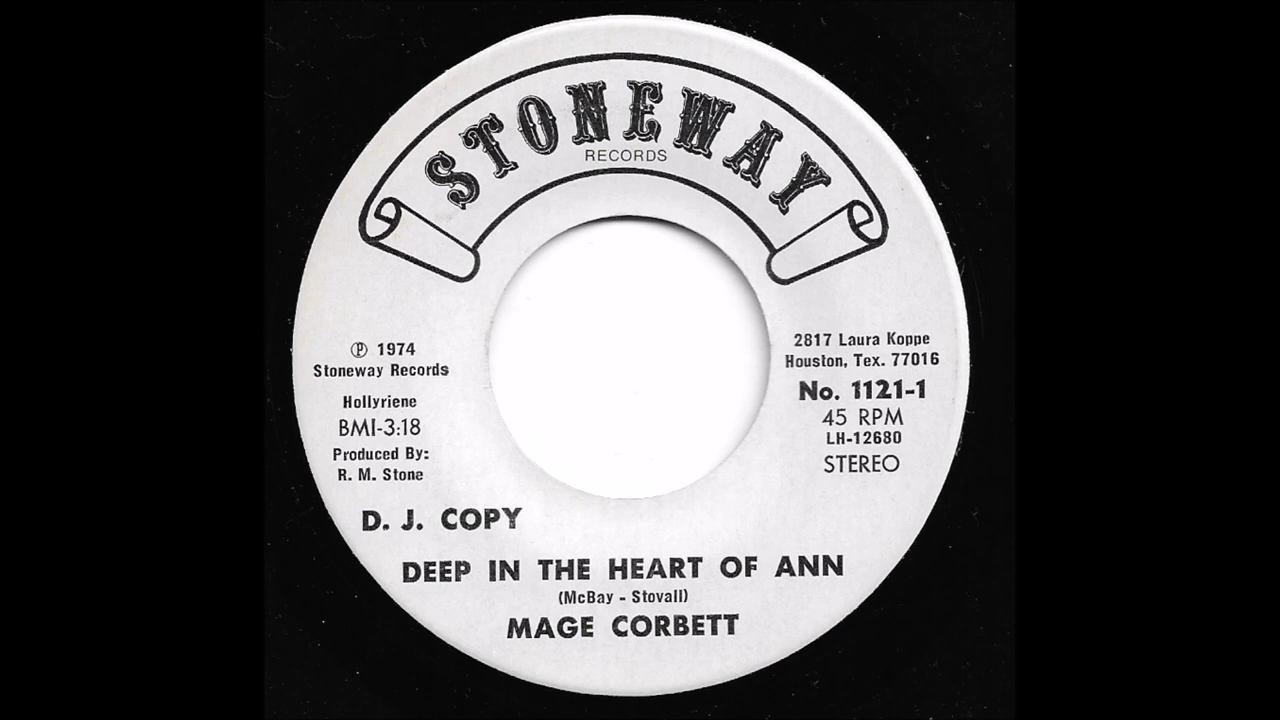 STONEWAY
RECORDS
℗ 1974
Stoneway Records
Hollyriene
BMI-3:18
Produced By:
R. M. Stone
2817 Laura Koppe
Houston, Tex. 77016
No. 1121-1
45 RPM
LH-12680
STEREO
D. J. COPY
DEEP IN THE HEART OF ANN
(McBay - Stovall)
MAGE CORBETT